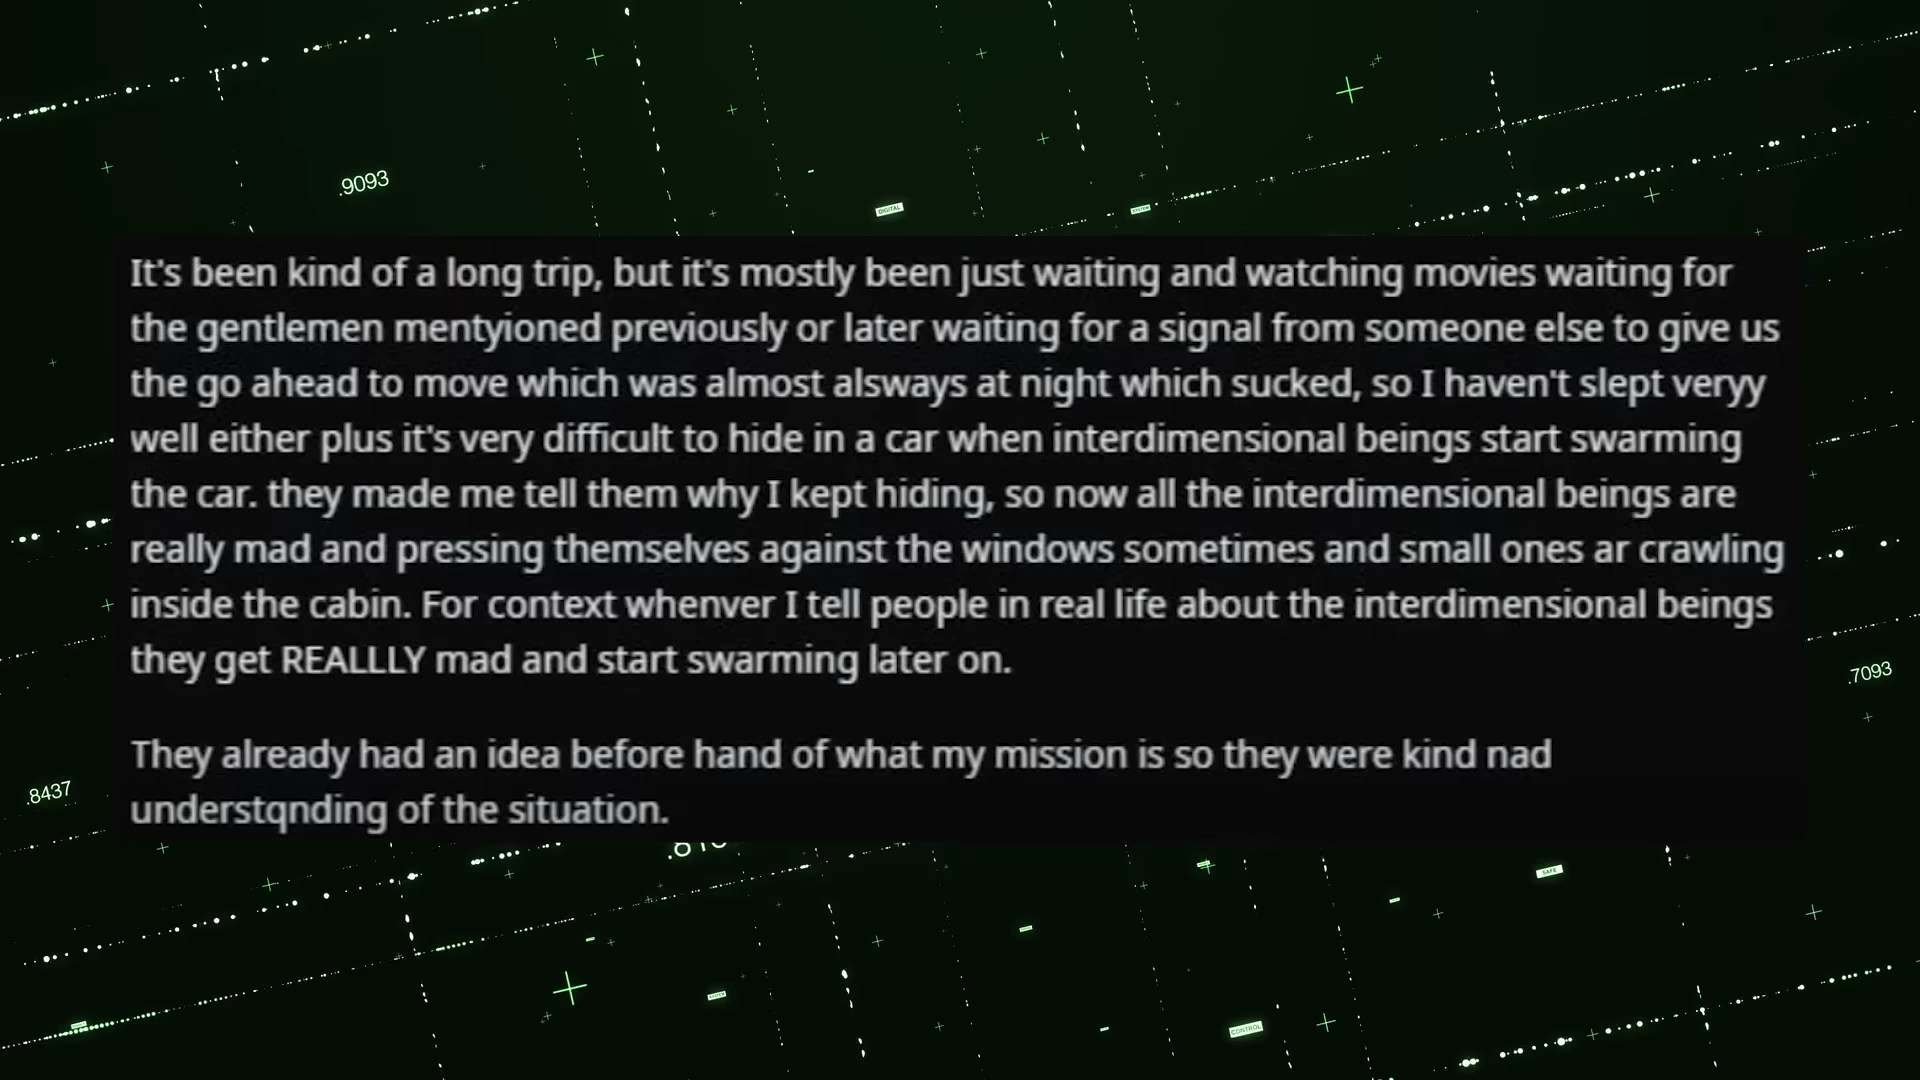 .9093
DIGITAL
SYSTEM
It's been kind of a long trip, but it's mostly been just waiting and watching movies waiting for
the gentlemen mentyioned previously or later waiting for a signal from someone else to give us
the go ahead to move which was almost alsways at night which sucked, so I haven't slept veryy
well either plus it's very difficult to hide in a car when interdimensional beings start swarming
the car. they made me tell them why I kept hiding, so now all the interdimensional beings are
really mad and pressing themselves against the windows sometimes and small ones ar crawling
inside the cabin. For context whenver I tell people in real life about the interdimensional beings
they get REALLLY mad and start swarming later on.
.7093
They already had an idea before hand of what my mission is so they were kind nad
understqnding of the situation.
.8437
SAFE
SYSTEM
CONTROL